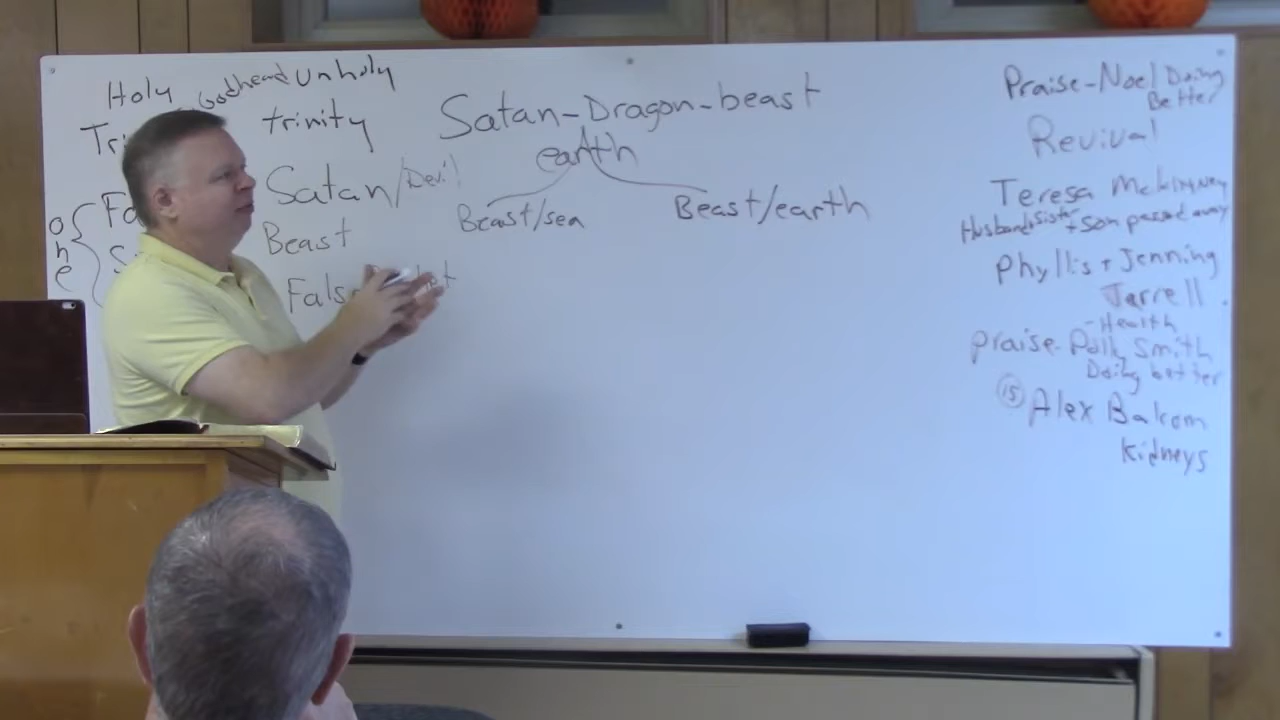 Holy
Godhead
unholy
trinity
Satan/Devil
Beast
one
Satan-Dragon-beast
earth
Beast/sea
Beast/earth
Praise-Noel Doing
Better
Revival
Teresa
Husband sister + son passed away
Phyllis + Jenning
Jarrell
-Health
praise-Polly Smith
Doing better
15 Alex
kidneys